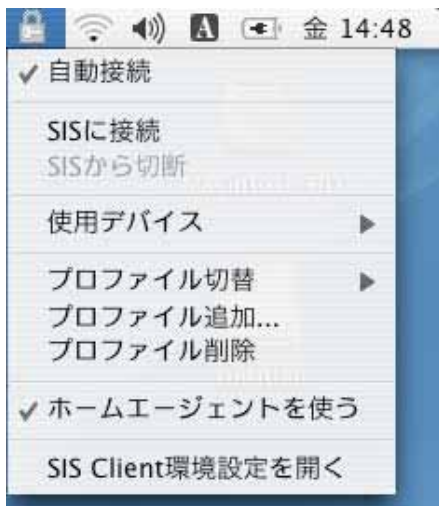 A 金 14:48
✓自動接続
SISに接続
SISから切断
使用デバイス
プロファイル切替
プロファイル追加...
プロファイル削除
✓ホームエージェントを使う
SIS Client環境設定を開く